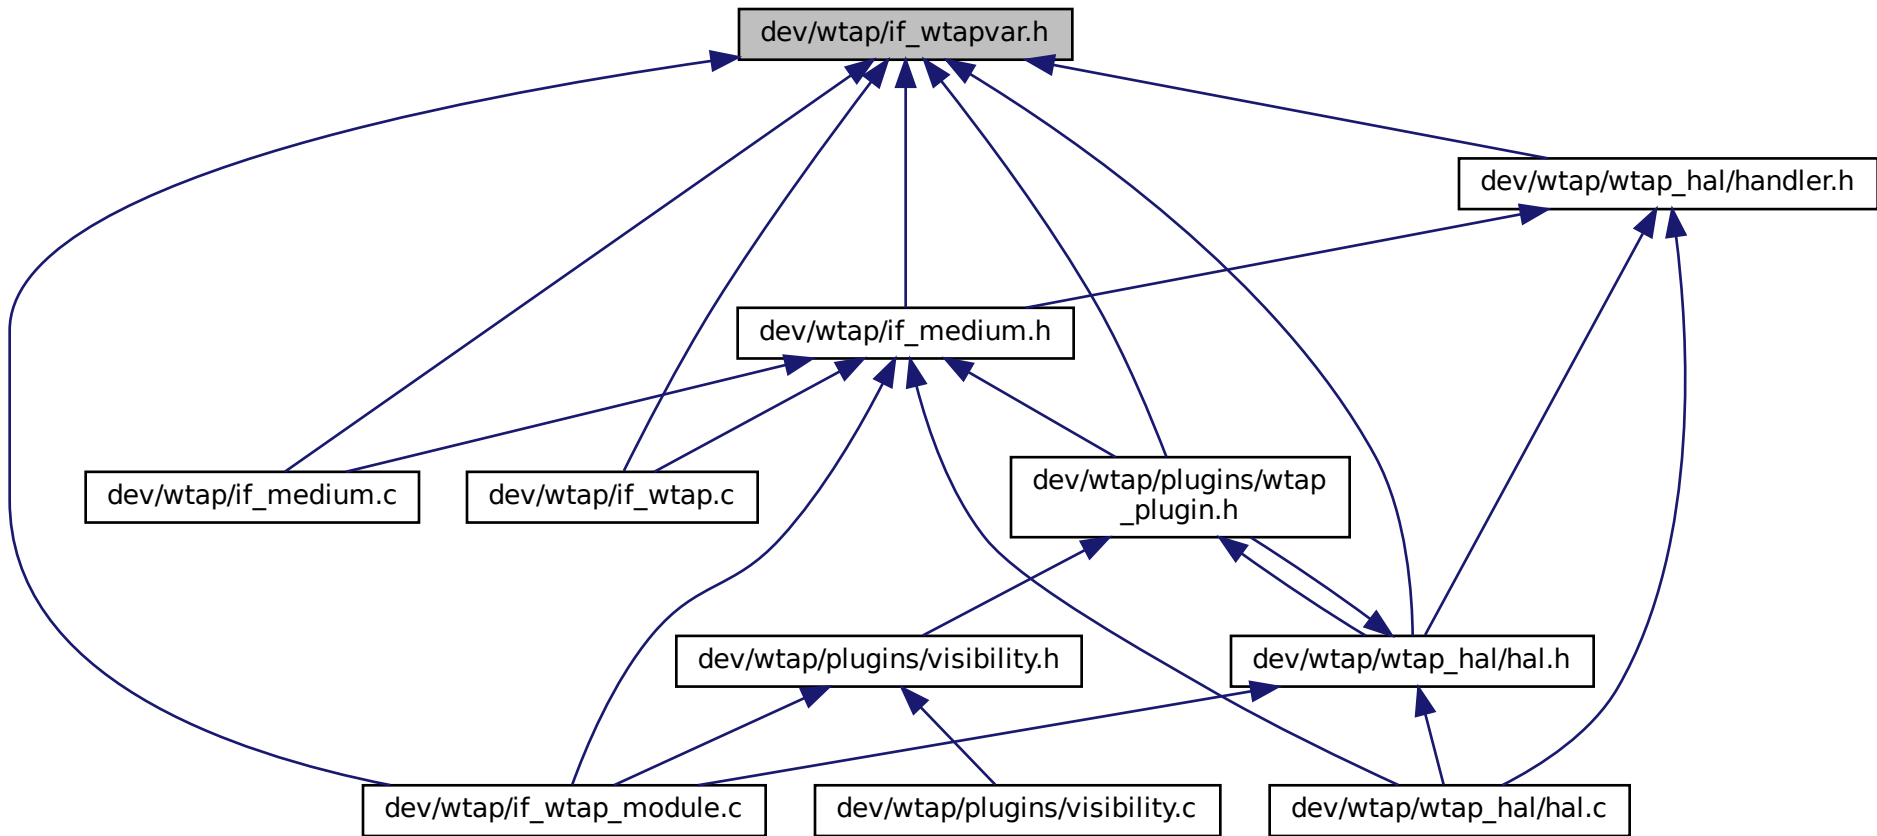 dev/wtap/if_wtapvar.h
dev/wtap/wtap_hal/handler.h
dev/wtap/if_medium.h
dev/wtap/if_medium.c
dev/wtap/if_wtap.c
dev/wtap/plugins/wtap
_plugin.h
dev/wtap/plugins/visibility.h
dev/wtap/wtap_hal/hal.h
dev/wtap/if_wtap_module.c
dev/wtap/plugins/visibility.c
dev/wtap/wtap_hal/hal.c